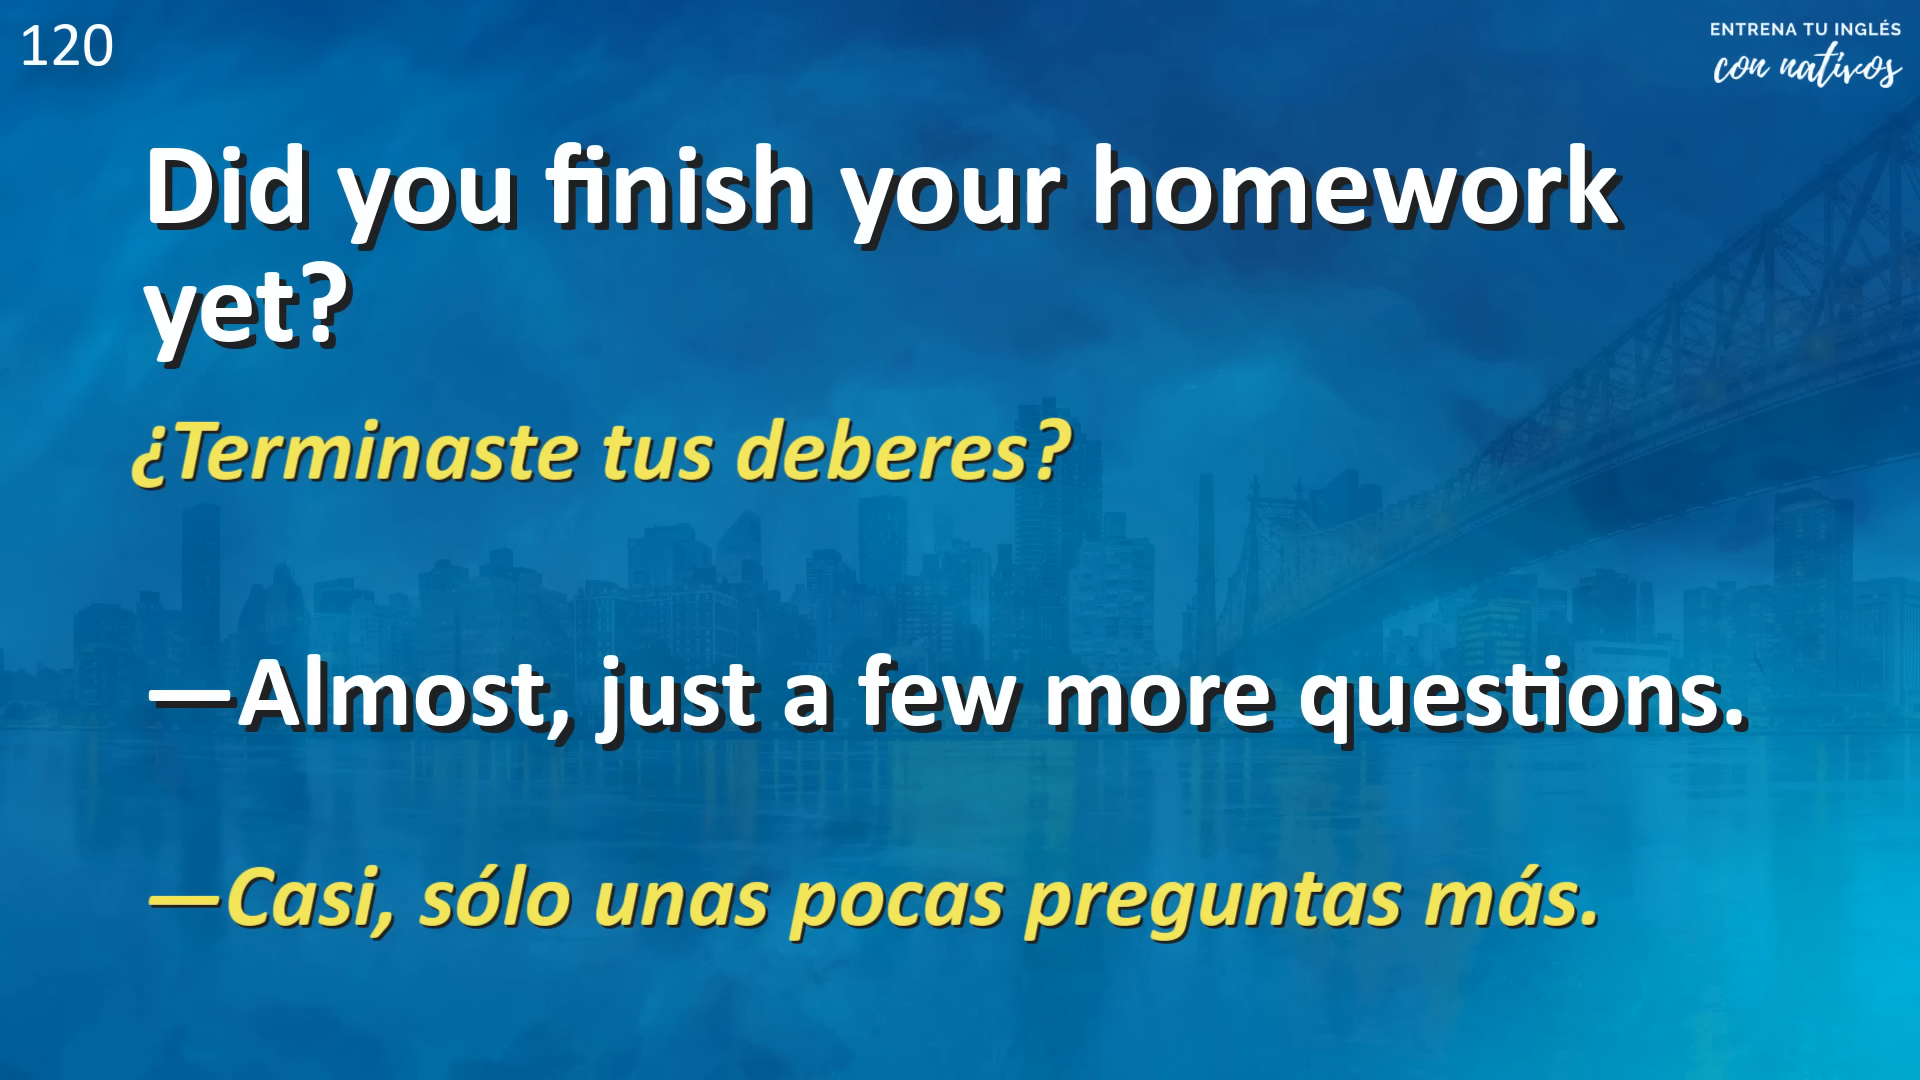 120
ENTRENA TU INGLÉS
con nativos
Did you finish your homework
yet?
¿Terminaste tus deberes?
—Almost, just a few more questions.
—Casi, sólo unas pocas preguntas más.